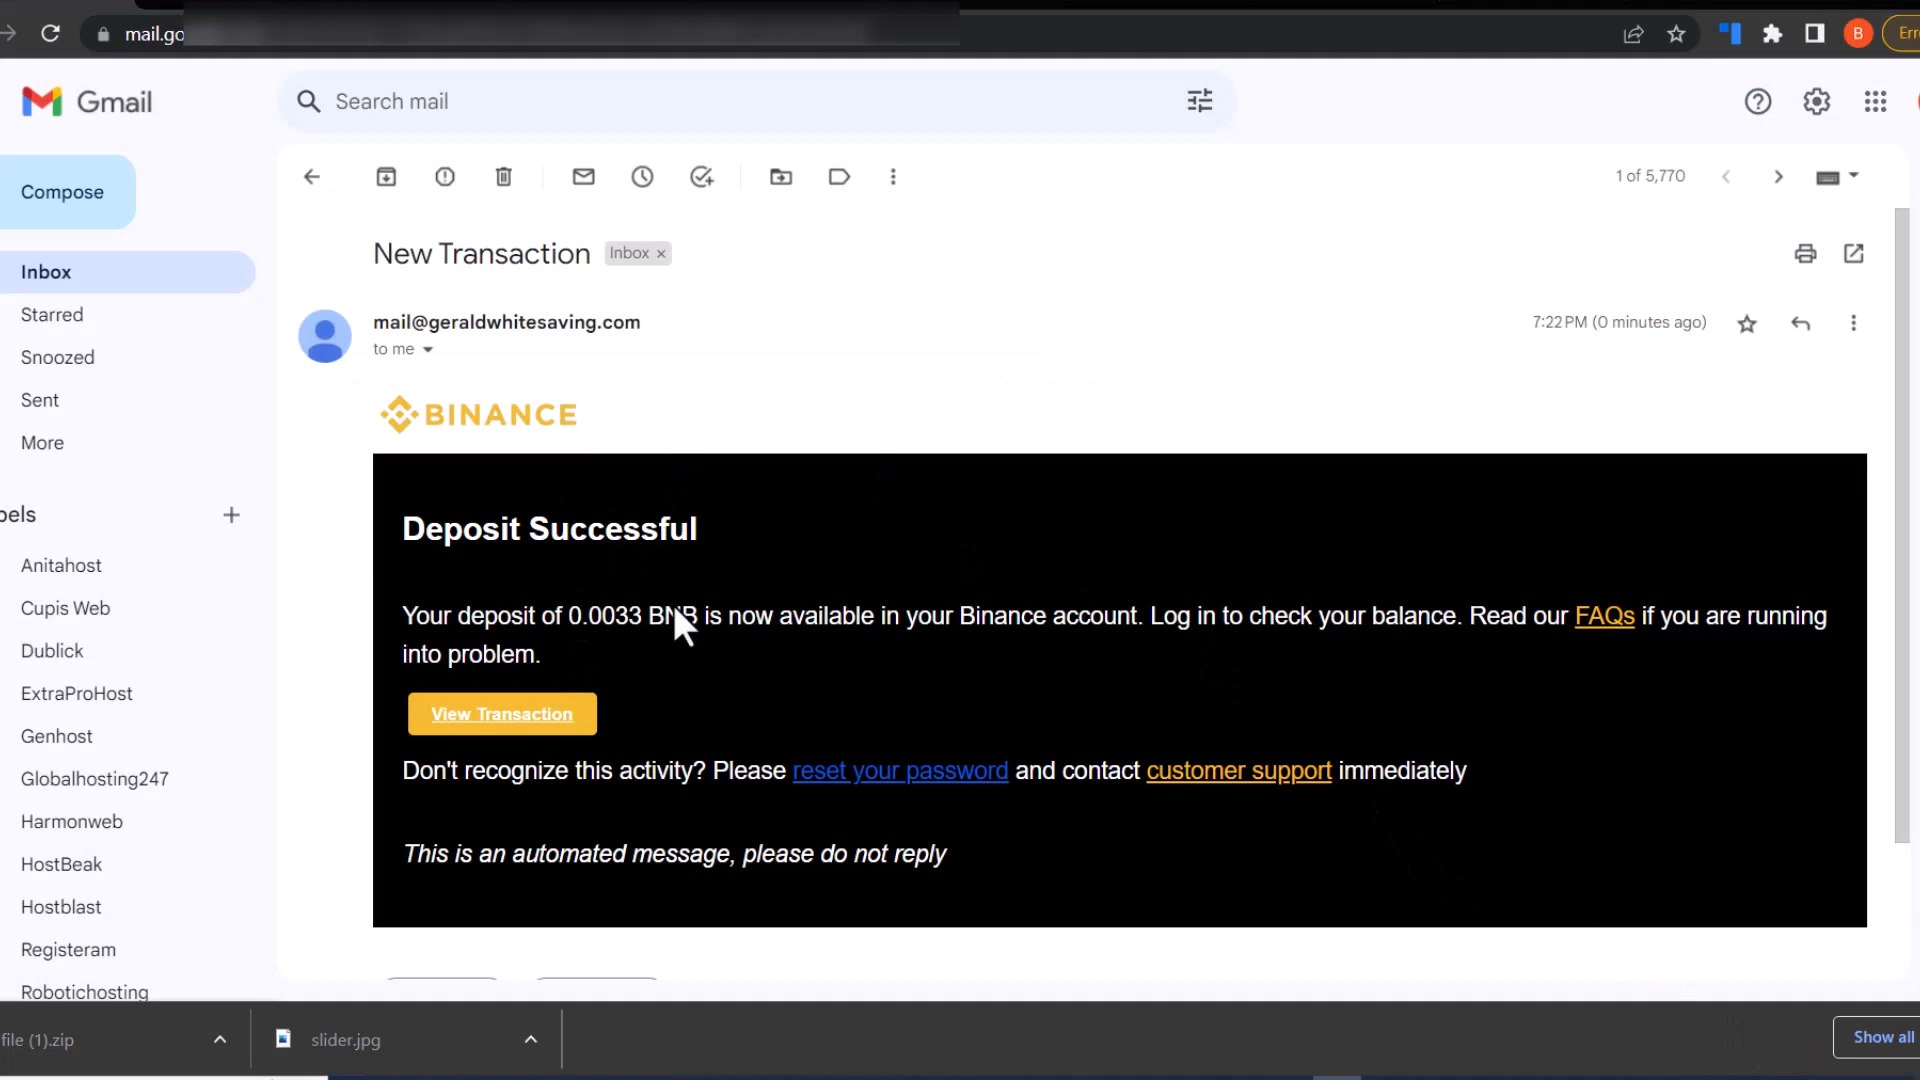 mail.go
B
Erro
Gmail
Search mail
Compose
1 of 5,770
New Transaction
Inbox ×
Inbox
Starred
Snoozed
Sent
More
mail@geraldwhitesaving.com
to me
7:22 PM (0 minutes ago)
BINANCE
Deposit Successful
Your deposit of 0.0033 BNB is now available in your Binance account. Log in to check your balance. Read our FAQs if you are running
into problem.
View Transaction
Don't recognize this activity? Please reset your password and contact customer support immediately
This is an automated message, please do not reply
bels
Anitahost
Cupis Web
Dublick
ExtraProHost
Genhost
Globalhosting247
Harmonweb
HostBeak
Hostblast
Registeram
Robotichosting
file (1).zip
slider.jpg
Show all